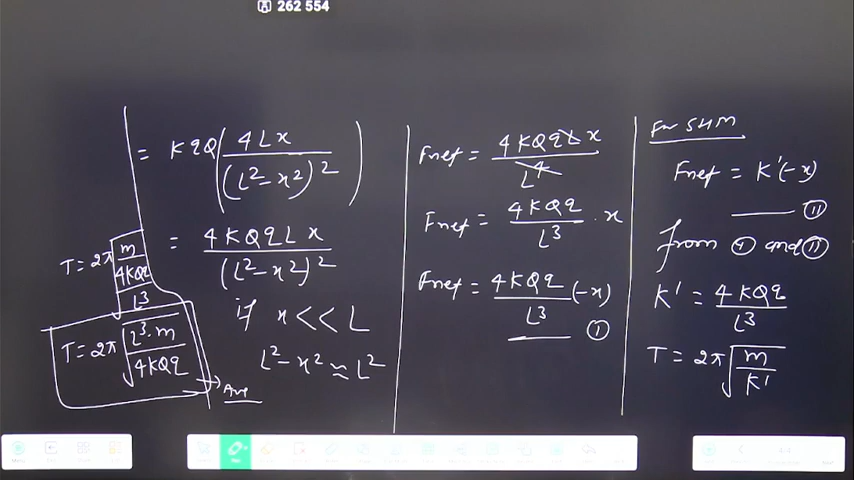 262 554
= KqQ(4Lx/(L²-x²)²)
= 4KQqLx/(L²-x²)²
if x<<L
L²-x² ≈ L²
T = 2π√(m/(4KQq/L³))
T = 2π√(L³·m/4KQq)
→ Ans
Fnet = 4KQqLx/L⁴
Fnet = 4KQq/L³ · x
Fnet = 4KQq/L³ (-x)
—— ①
For SHM
Fnet = K'(-x)
—— ⑪
from ① and ⑪
K' = 4KQq/L³
T = 2π√(m/K')